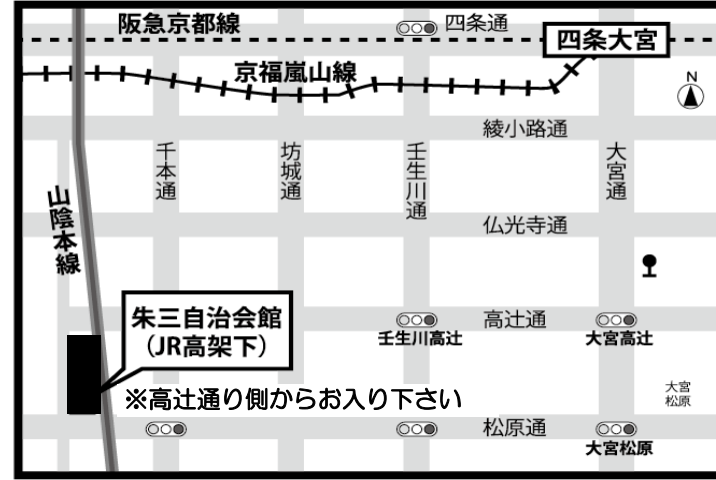 阪急京都線
四条通
四条大宮
京福嵐山線
N
綾小路通
千本通
坊城通
壬生川通
大宮通
山陰本線
仏光寺通
朱三自治会館
（JR高架下）
高辻通
壬生川高辻
大宮高辻
※高辻通り側からお入り下さい
大宮
松原
松原通
大宮松原